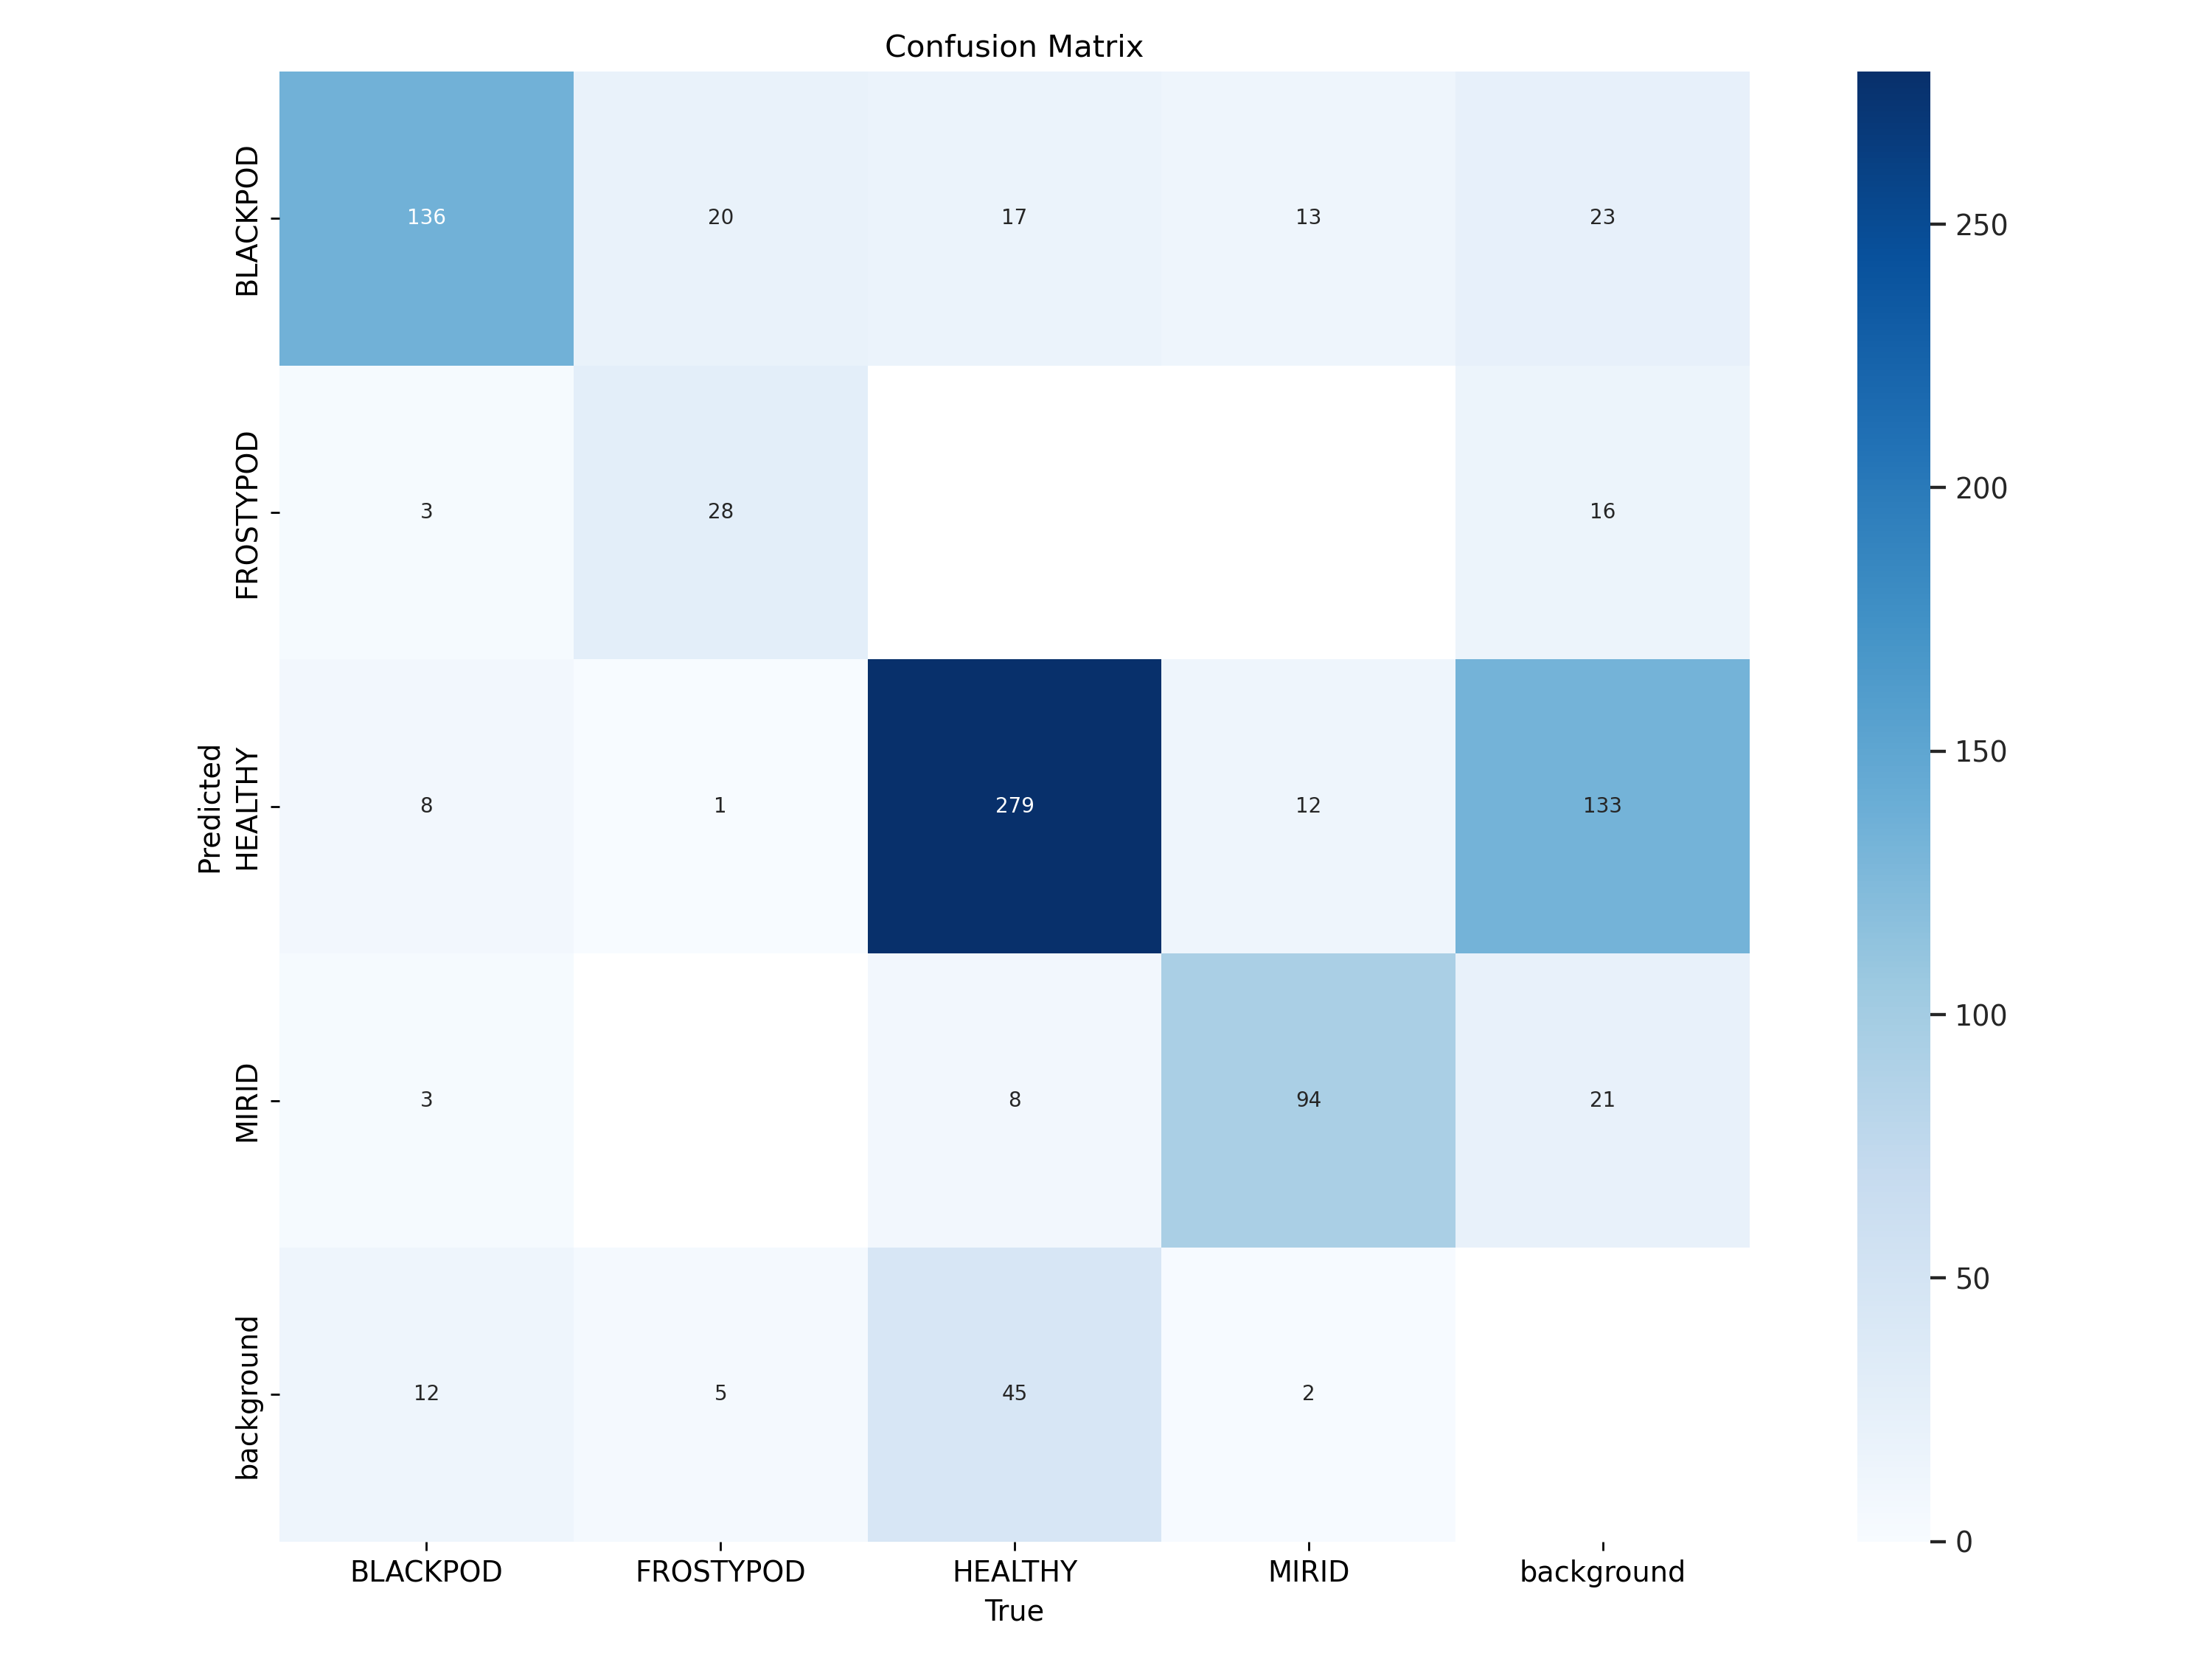 Confusion Matrix
BLACKPOD
136 20 17 13 23
FROSTYPOD
3 28 16
Predicted
HEALTHY
8 1 279 12 133
MIRID
3 8 94 21
background
12 5 45 2
BLACKPOD FROSTYPOD HEALTHY MIRID background
True
250
200
150
100
50
0